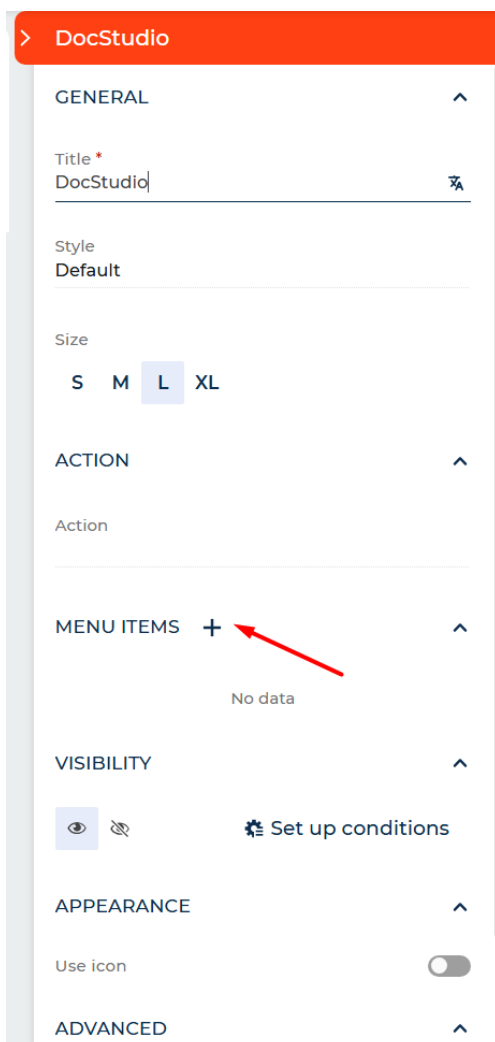 DocStudio
GENERAL
Title *
DocStudio
Style
Default
Size
S M L XL
ACTION
Action
MENU ITEMS +
No data
VISIBILITY
Set up conditions
APPEARANCE
Use icon
ADVANCED